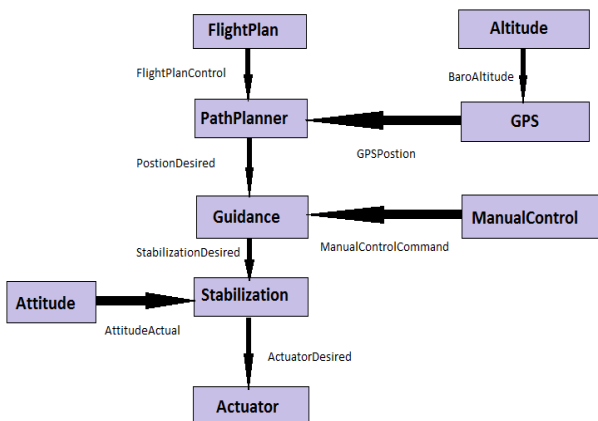 FlightPlan
Altitude
FlightPlanControl
BaroAltitude
PathPlanner
GPS
GPSPostion
PostionDesired
Guidance
ManualControl
StabilizationDesired
ManualControlCommand
Attitude
Stabilization
AttitudeActual
ActuatorDesired
Actuator